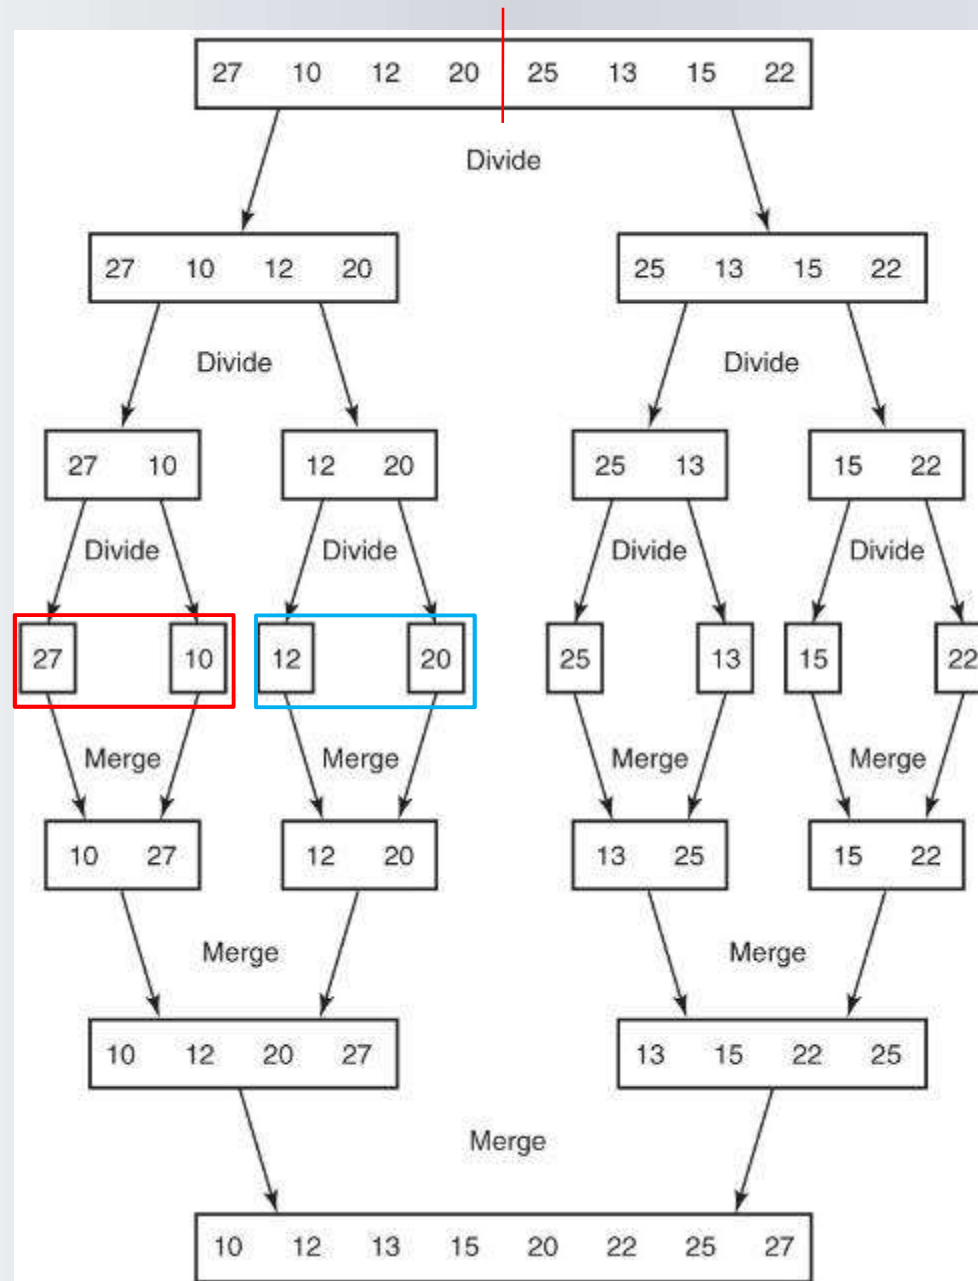 27 10 12 20 25 13 15 22
Divide
27 10 12 20 25 13 15 22
Divide Divide
27 10 12 20 25 13 15 22
Divide Divide Divide Divide
27 10 12 20 25 13 15 22
Merge Merge Merge Merge
10 27 12 20 13 25 15 22
Merge Merge
10 12 20 27 13 15 22 25
Merge
10 12 13 15 20 22 25 27